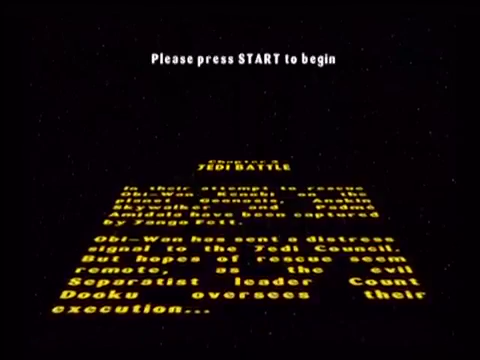 Please press START to begin
Chapter
JEDI BATTLE
In their attempt to rescue
Obi-Wan Kenobi on the
planet Geonosis, Anakin
Skywalker and Padmé
Amidala have been captured
by Jango Fett.
Obi-Wan has sent a distress
signal to the Jedi Council.
But hopes of rescue seem
remote, as the evil
Separatist leader Count
Dooku oversees their
execution...